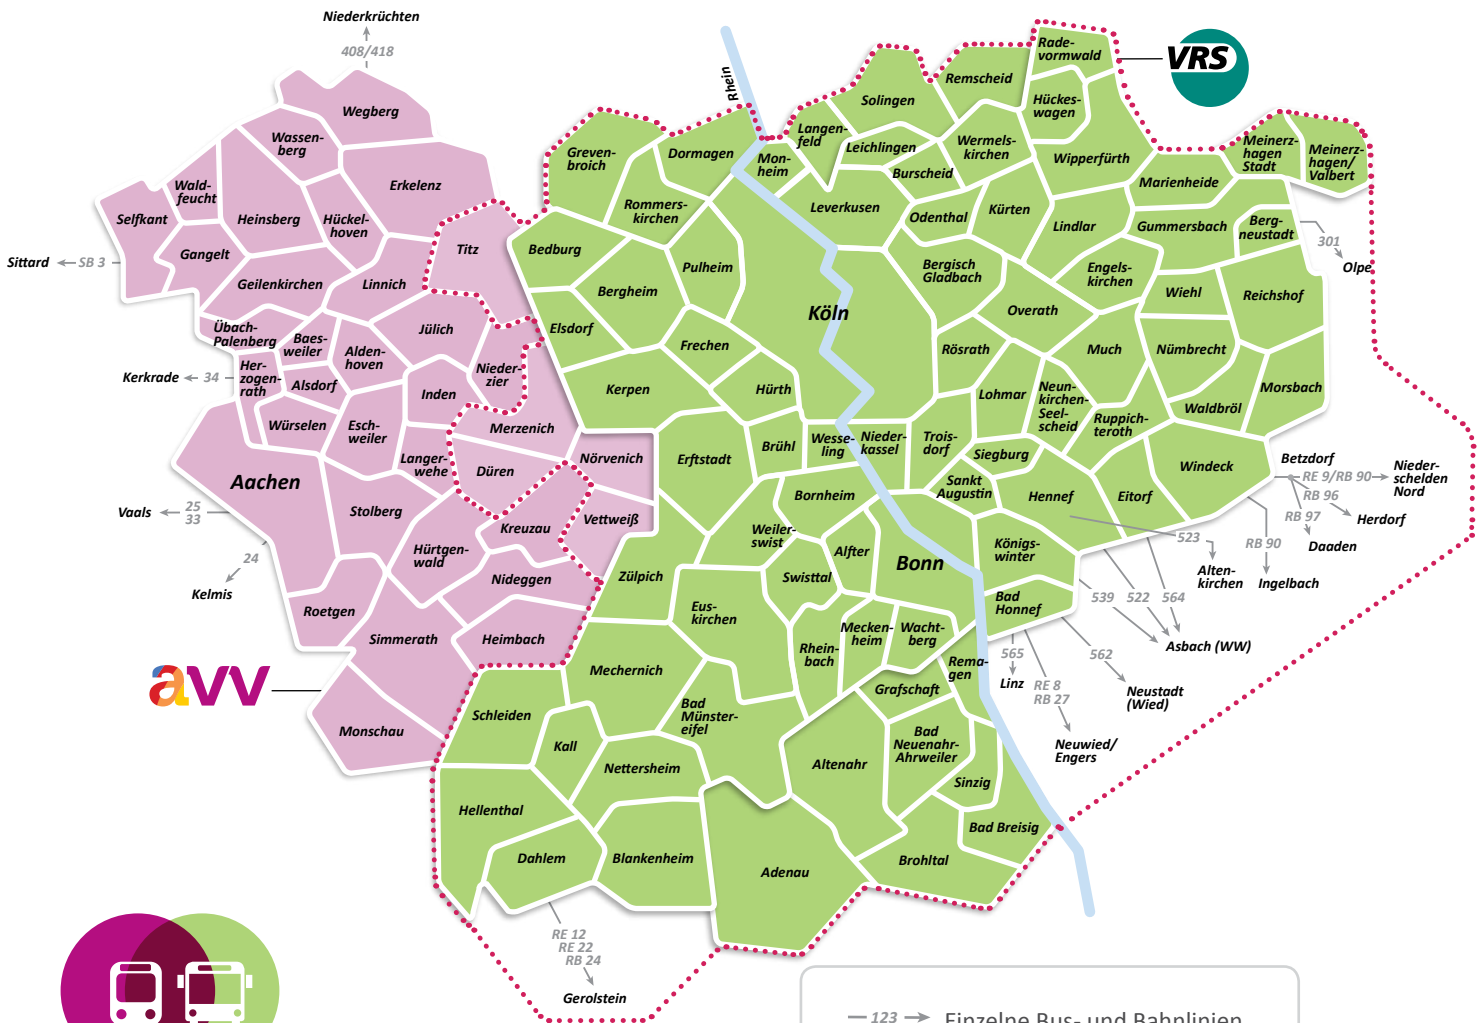 Niederkrüchten
408/418
Rhein
VRS
Rade-
vormwald
Remscheid
Solingen
Hückes-
wagen
Wegberg
Wassen-
berg
Langen-
feld
Leichlingen
Wermels-
kirchen
Wipperfürth
Meinerz-
hagen
Stadt
Meinerz-
hagen/
Valbert
Greven-
broich
Dormagen
Mon-
heim
Burscheid
Marienheide
Wald-
feucht
Erkelenz
Selfkant
Heinsberg
Hückel-
hoven
Rommers-
kirchen
Leverkusen
Odenthal
Kürten
Lindlar
Gummersbach
Berg-
neustadt
301
Olpe
Titz
Bedburg
Gangelt
Sittard
SB 3
Geilenkirchen
Linnich
Bergheim
Pulheim
Bergisch
Gladbach
Engels-
kirchen
Wiehl
Reichshof
Köln
Overath
Übach-
Palenberg
Baes-
weiler
Jülich
Elsdorf
Frechen
Rösrath
Much
Nümbrecht
Alden-
hoven
Kerkrade
34
Her-
zogen-
rath
Alsdorf
Inden
Nieder-
zier
Kerpen
Hürth
Lohmar
Neun-
kirchen-
Seel-
scheid
Morsbach
Waldbröl
Würselen
Esch-
weiler
Merzenich
Ruppich-
teroth
Brühl
Wesse-
ling
Nieder-
kassel
Trois-
dorf
Siegburg
Langer-
wehe
Düren
Nörvenich
Erftstadt
Windeck
Betzdorf
RE 9/RB 90
Nieder-
schelden
Nord
RB 96
Herdorf
RB 97
Daaden
RB 90
Ingelbach
Aachen
Sankt
Augustin
Hennef
Eitorf
Bornheim
Vaals
25
33
Stolberg
Kreuzau
Vettweiß
Weiler-
swist
Alfter
Königs-
winter
523
Alten-
kirchen
24
Kelmis
Hürtgen-
wald
Bonn
Nideggen
Zülpich
Swisttal
Bad
Honnef
539
522
564
Asbach (WW)
Roetgen
Simmerath
Heimbach
Eus-
kirchen
Rhein-
bach
Mecken-
heim
Wacht-
berg
565
Linz
562
Neustadt
(Wied)
RE 8
RB 27
Neuwied/
Engers
avv
Mechernich
Rema-
gen
Grafschaft
Monschau
Schleiden
Bad
Münster-
eifel
Kall
Nettersheim
Altenahr
Bad
Neuenahr-
Ahrweiler
Sinzig
Hellenthal
Bad Breisig
Dahlem
Blankenheim
Adenau
Brohltal
RE 12
RE 22
RB 24
Gerolstein
123
Einzelne Bus- und Bahnlinien